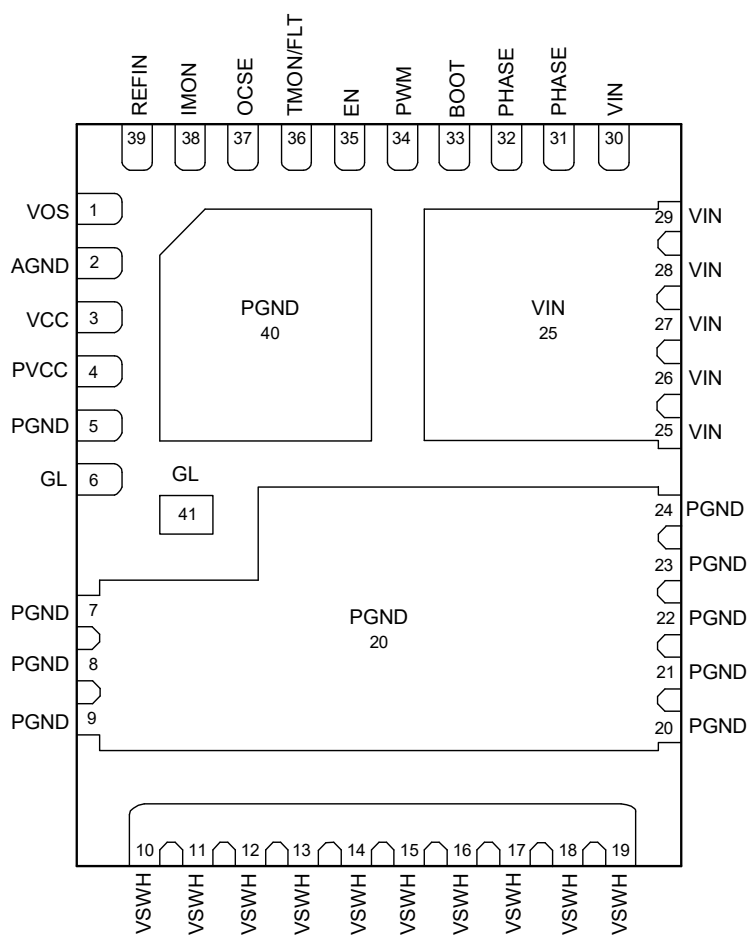 REFIN IMON OCSE TMON/FLT EN PWM BOOT PHASE PHASE VIN
39 38 37 36 35 34 33 32 31 30
VOS 1
29 VIN
AGND 2
28 VIN
VCC 3
PGND
40
VIN
25
27 VIN
PVCC 4
26 VIN
PGND 5
25 VIN
GL 6
GL
41
24 PGND
23 PGND
PGND 7
PGND
20
22 PGND
PGND 8
21 PGND
PGND 9
20 PGND
10 11 12 13 14 15 16 17 18 19
VSWH VSWH VSWH VSWH VSWH VSWH VSWH VSWH VSWH VSWH